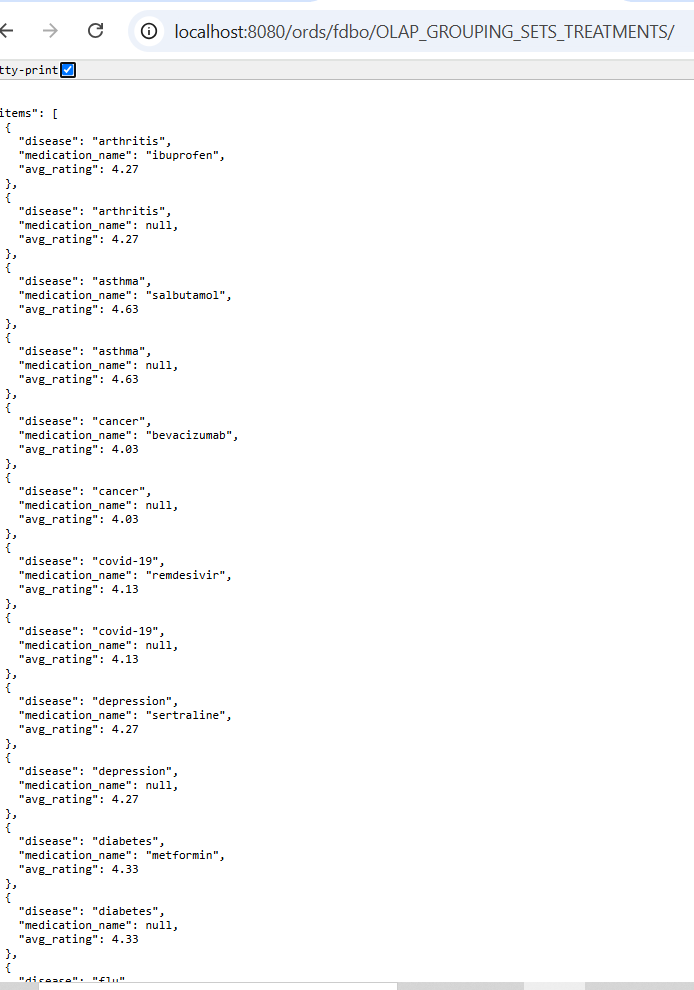 localhost:8080/ords/fdbo/OLAP_GROUPING_SETS_TREATMENTS/
tty-print
items": [
{
"disease": "arthritis",
"medication_name": "ibuprofen",
"avg_rating": 4.27
},
{
"disease": "arthritis",
"medication_name": null,
"avg_rating": 4.27
},
{
"disease": "asthma",
"medication_name": "salbutamol",
"avg_rating": 4.63
},
{
"disease": "asthma",
"medication_name": null,
"avg_rating": 4.63
},
{
"disease": "cancer",
"medication_name": "bevacizumab",
"avg_rating": 4.03
},
{
"disease": "cancer",
"medication_name": null,
"avg_rating": 4.03
},
{
"disease": "covid-19",
"medication_name": "remdesivir",
"avg_rating": 4.13
},
{
"disease": "covid-19",
"medication_name": null,
"avg_rating": 4.13
},
{
"disease": "depression",
"medication_name": "sertraline",
"avg_rating": 4.27
},
{
"disease": "depression",
"medication_name": null,
"avg_rating": 4.27
},
{
"disease": "diabetes",
"medication_name": "metformin",
"avg_rating": 4.33
},
{
"disease": "diabetes",
"medication_name": null,
"avg_rating": 4.33
},
{
"disease": "flu"